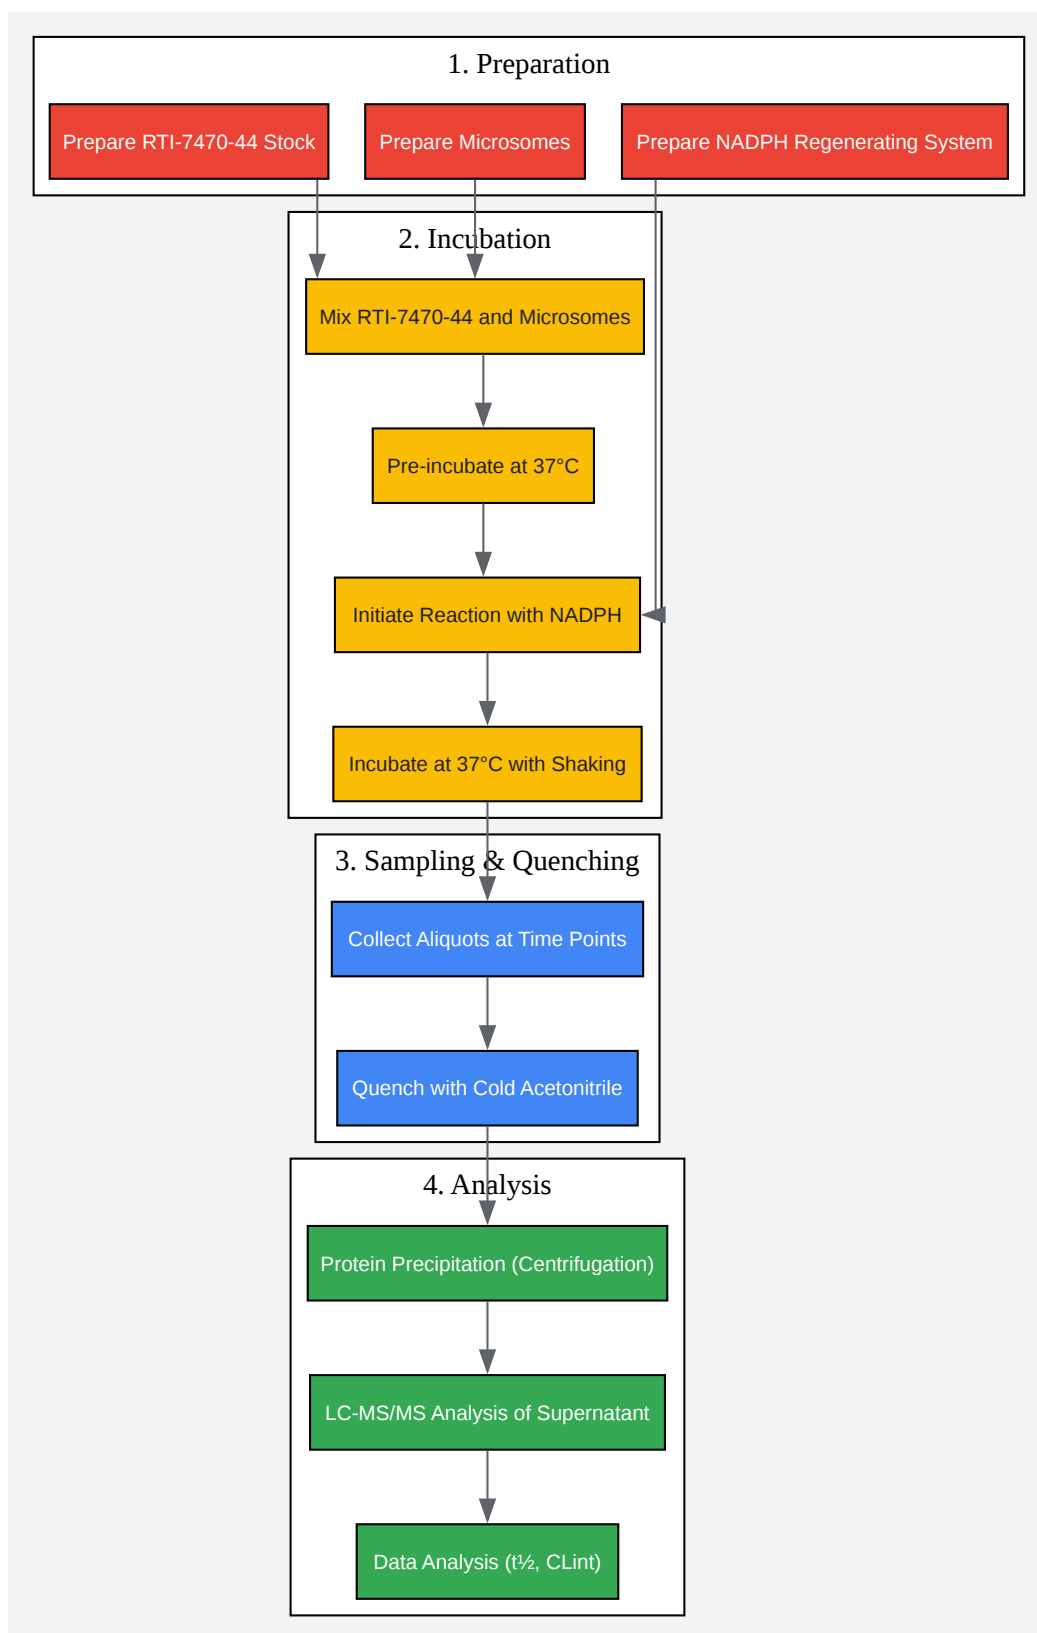 1. Preparation
Prepare RTI-7470-44 Stock
Prepare Microsomes
Prepare NADPH Regenerating System
2. Incubation
Mix RTI-7470-44 and Microsomes
Pre-incubate at 37°C
Initiate Reaction with NADPH
Incubate at 37°C with Shaking
3. Sampling & Quenching
Collect Aliquots at Time Points
Quench with Cold Acetonitrile
4. Analysis
Protein Precipitation (Centrifugation)
LC-MS/MS Analysis of Supernatant
Data Analysis (t½, CLint)